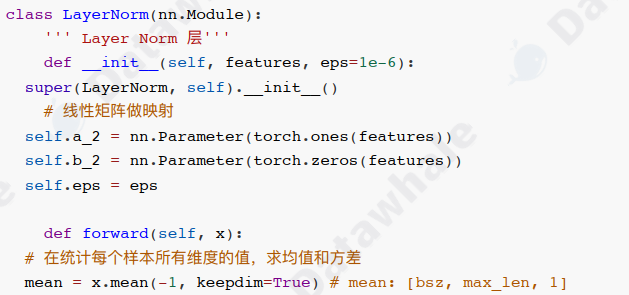 class LayerNorm(nn.Module):
    ''' Layer Norm 层'''
    def __init__(self, features, eps=1e-6):
  super(LayerNorm, self).__init__()
    # 线性矩阵做映射
  self.a_2 = nn.Parameter(torch.ones(features))
  self.b_2 = nn.Parameter(torch.zeros(features))
  self.eps = eps

    def forward(self, x):
  # 在统计每个样本所有维度的值，求均值和方差
  mean = x.mean(-1, keepdim=True) # mean: [bsz, max_len, 1]
Datawhale
Datawhale